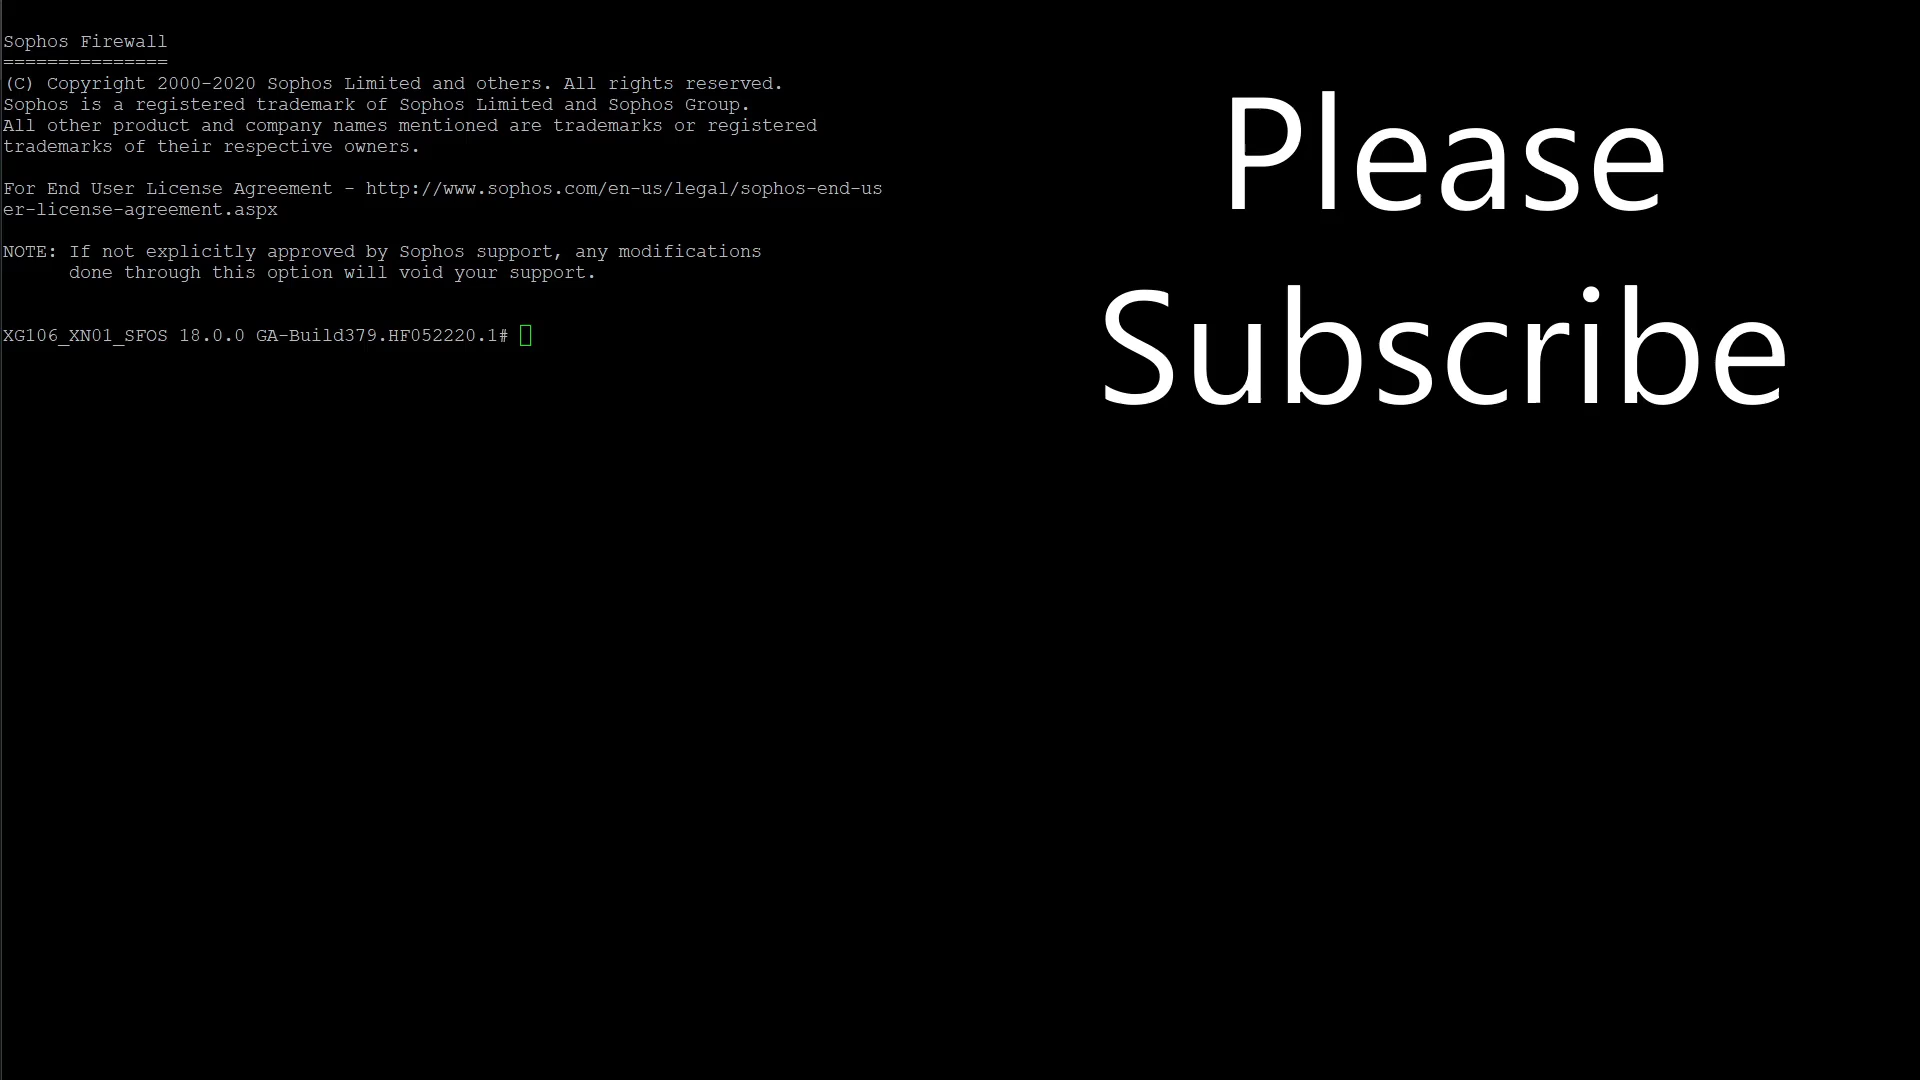 Sophos Firewall
===============
(C) Copyright 2000-2020 Sophos Limited and others. All rights reserved.
Sophos is a registered trademark of Sophos Limited and Sophos Group.
All other product and company names mentioned are trademarks or registered
trademarks of their respective owners.
For End User License Agreement - http://www.sophos.com/en-us/legal/sophos-end-us
er-license-agreement.aspx
NOTE: If not explicitly approved by Sophos support, any modifications
done through this option will void your support.
XG106_XN01_SFOS 18.0.0 GA-Build379.HF052220.1#
Please
Subscribe